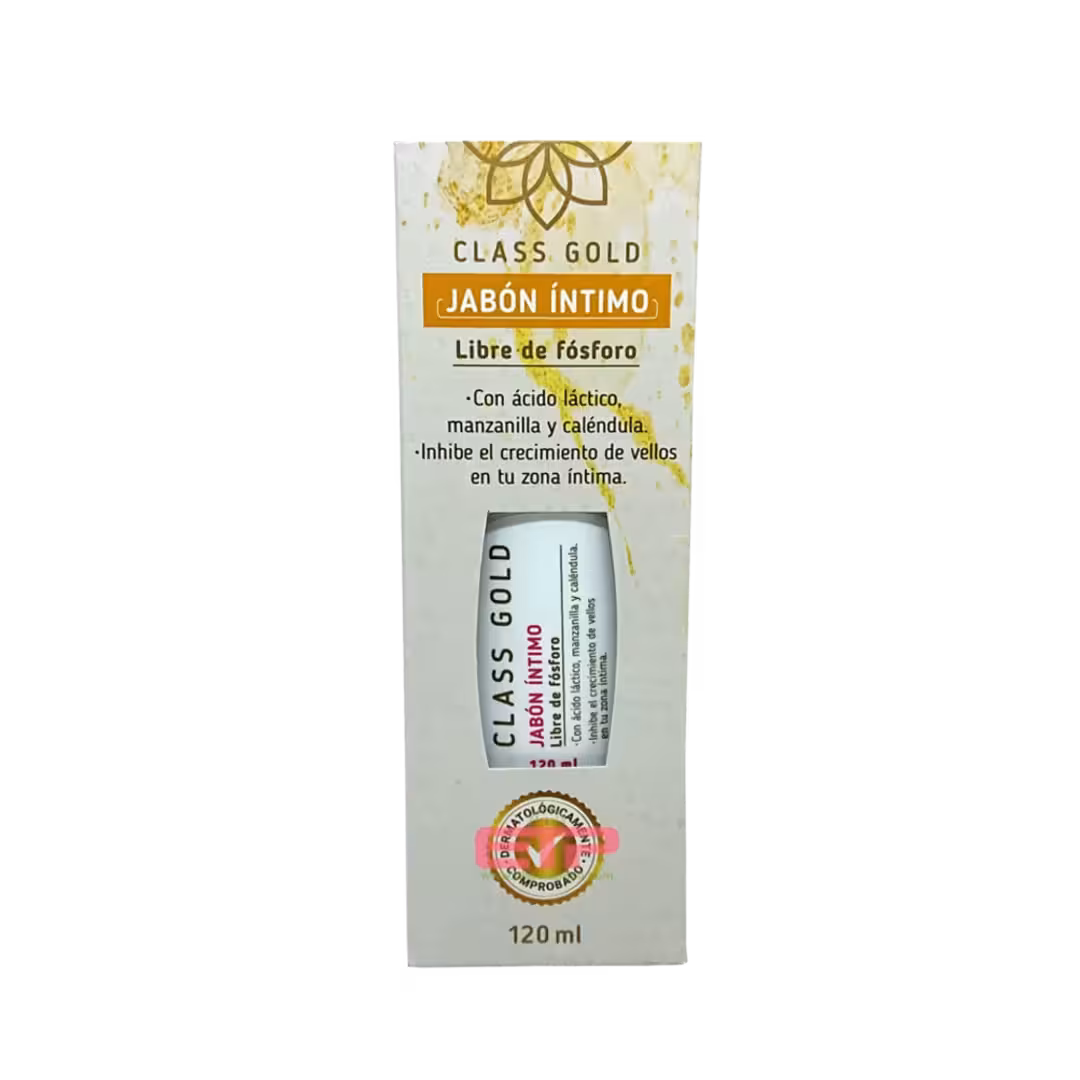 CLASS GOLD
JABÓN ÍNTIMO
Libre de fósforo
·Con ácido láctico,
manzanilla y caléndula.
·Inhibe el crecimiento de vellos
en tu zona íntima.
CLASS GOLD
JABÓN ÍNTIMO
Libre de fósforo
·Con ácido láctico, manzanilla y caléndula.
·Inhibe el crecimiento de vellos
en tu zona íntima.
120 ml
DERMATOLÓGICAMENTE
COMPROBADO
120 ml